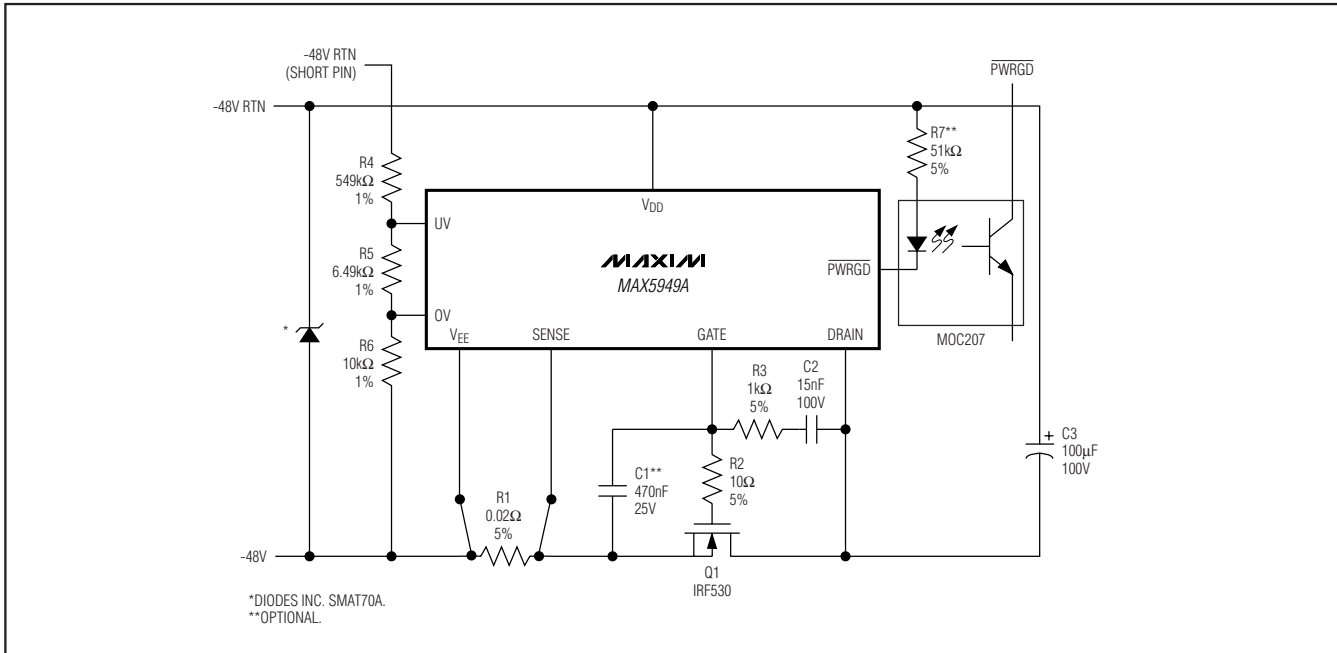 -48V RTN
(SHORT PIN)
PWRGD
-48V RTN
R7**
51kΩ
5%
R4
549kΩ
1%
VDD
UV
R5
6.49kΩ
1%
MAXIM
MAX5949A
PWRGD
OV
*
VEE
SENSE
GATE
DRAIN
MOC207
R6
10kΩ
1%
R3
1kΩ
5%
C2
15nF
100V
+
C3
100μF
100V
C1**
470nF
25V
R2
10Ω
5%
R1
0.02Ω
5%
-48V
Q1
IRF530
*DIODES INC. SMAT70A.
**OPTIONAL.